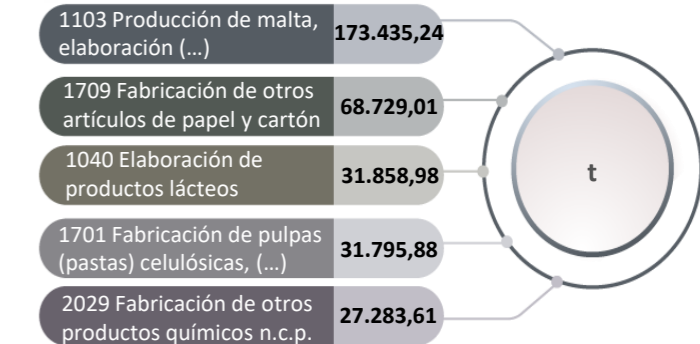 1103 Producción de malta,
elaboración (...)
173.435,24
1709 Fabricación de otros
artículos de papel y cartón
68.729,01
1040 Elaboración de
productos lácteos
31.858,98
1701 Fabricación de pulpas
(pastas) celulósicas, (...)
31.795,88
2029 Fabricación de otros
productos químicos n.c.p.
27.283,61
t